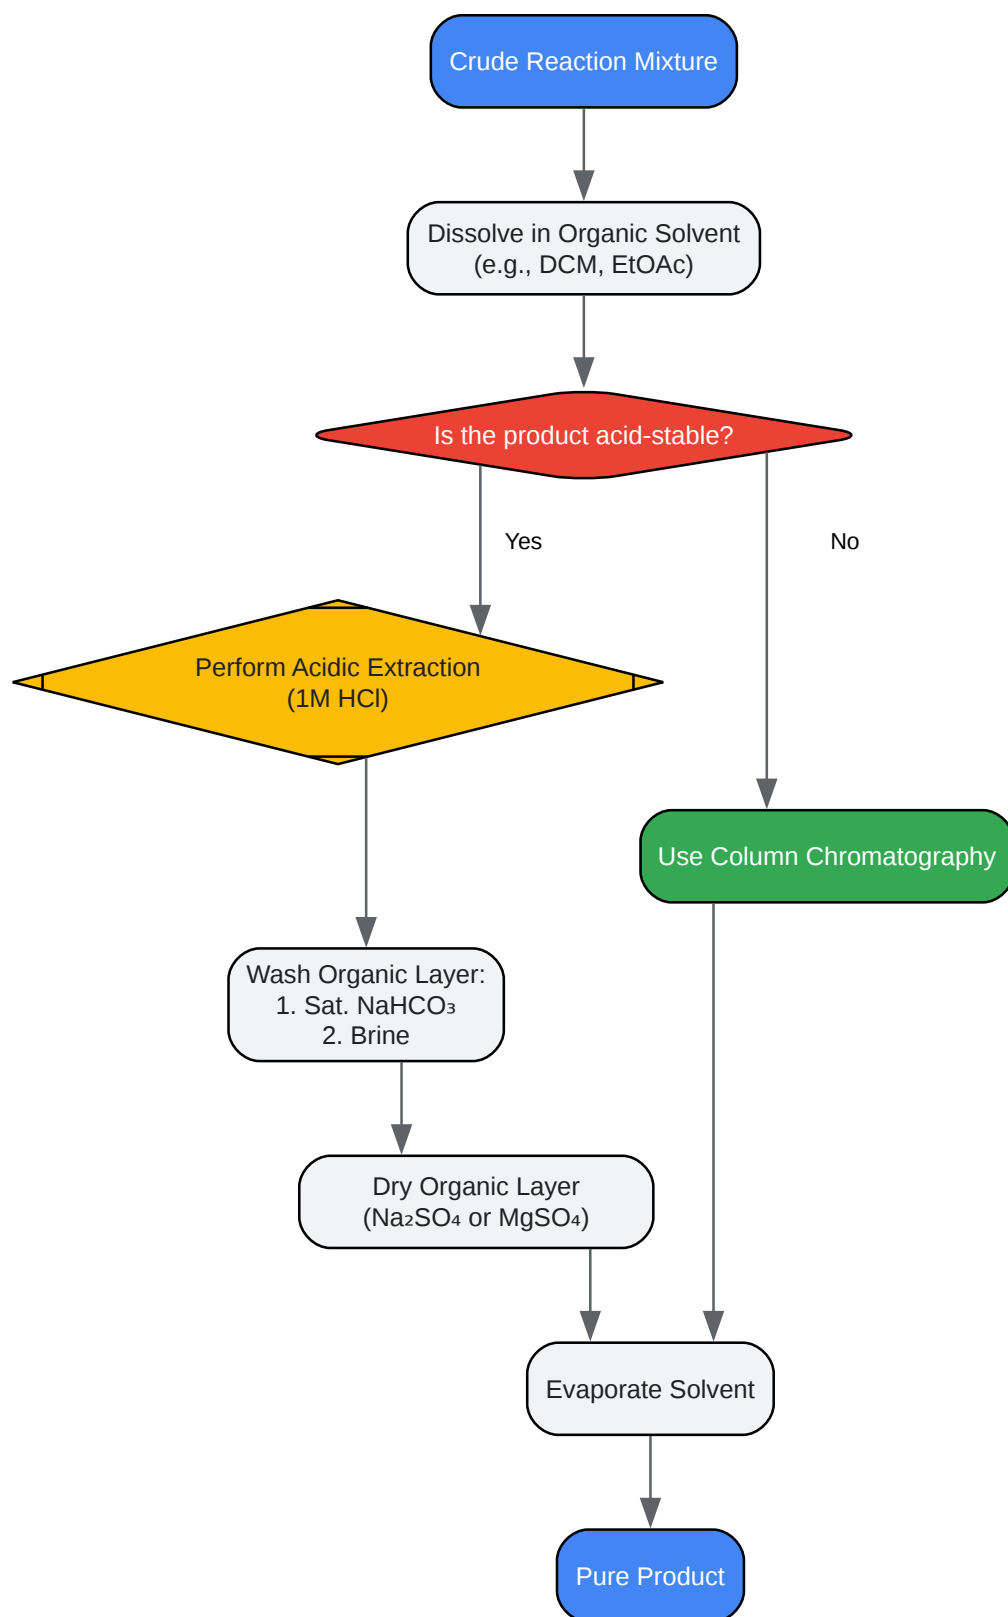 Crude Reaction Mixture
Dissolve in Organic Solvent
(e.g., DCM, EtOAc)
Is the product acid-stable?
Yes
No
Perform Acidic Extraction
(1M HCl)
Use Column Chromatography
Wash Organic Layer:
1. Sat. NaHCO₃
2. Brine
Dry Organic Layer
(Na₂SO₄ or MgSO₄)
Evaporate Solvent
Pure Product